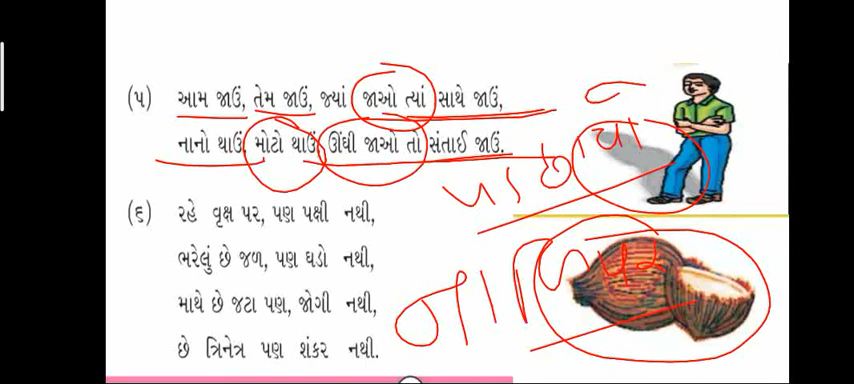 (૫) આમ જાઉં, તેમ જાઉં, જ્યાં જાઓ ત્યાં સાથે જાઉં,
નાનો થાઉં, મોટો થાઉં ઊંઘી જાઓ તો સંતાઈ જાઉં.
પડછાયો
(૬) રહે વૃક્ષ પર, પણ પક્ષી નથી,
ભરેલું છે જળ, પણ ઘડો નથી,
માથે છે જટા પણ, જોગી નથી,
છે ત્રિનેત્ર પણ શંકર નથી.
નાળિયેર